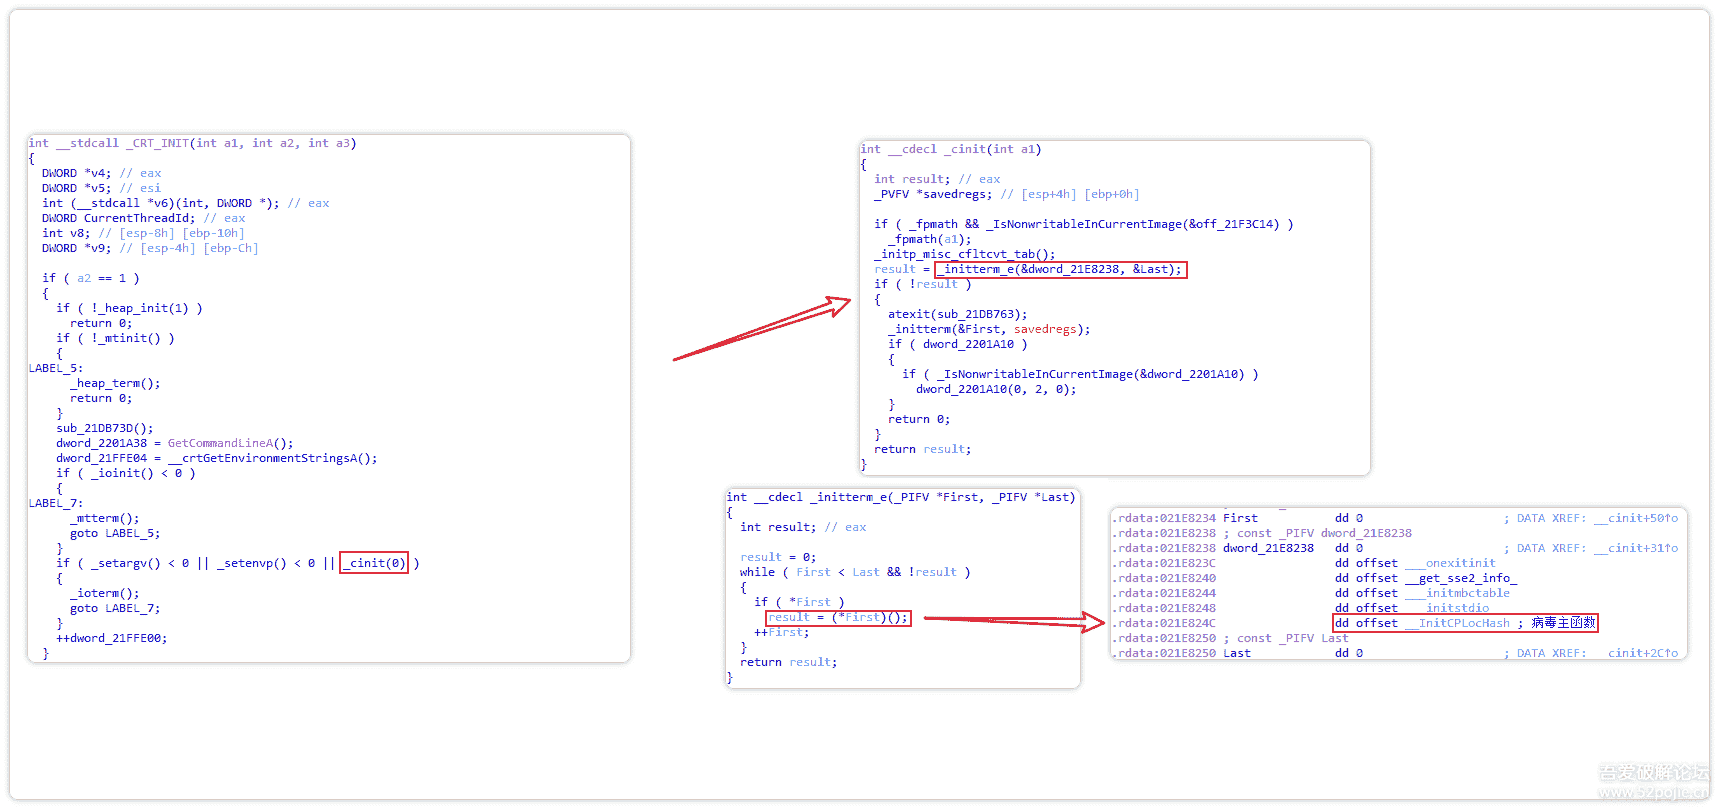 int __stdcall _CRT_INIT(int a1, int a2, int a3)
{
DWORD *v4; // eax
DWORD *v5; // esi
int (__stdcall *v6)(int, DWORD *); // eax
DWORD CurrentThreadId; // eax
int v8; // [esp-8h] [ebp-10h]
DWORD *v9; // [esp-4h] [ebp-Ch]
if ( a2 == 1 )
{
if ( !_heap_init(1) )
return 0;
if ( !_mtinit() )
{
LABEL_5:
_heap_term();
return 0;
}
sub_21DB73D();
dword_2201A38 = GetCommandLineA();
dword_21FFE04 = __crtGetEnvironmentStringsA();
if ( _ioinit() < 0 )
{
LABEL_7:
_mtterm();
goto LABEL_5;
}
if ( _setargv() < 0 || _setenvp() < 0 || _cinit(0) )
{
_ioterm();
goto LABEL_7;
}
++dword_21FFE00;
}
int __cdecl _cinit(int a1)
{
int result; // eax
_PVFV *savedregs; // [esp+4h] [ebp+0h]
if ( _fpmath && _IsNonwritableInCurrentImage(&off_21F3C14) )
_fpmath(a1);
_initp_misc_cfltcvt_tab();
result = _initterm_e(&dword_21E8238, &Last);
if ( !result )
{
atexit(sub_21DB763);
_initterm(&First, savedregs);
if ( dword_2201A10 )
{
if ( _IsNonwritableInCurrentImage(&dword_2201A10) )
dword_2201A10(0, 2, 0);
}
return 0;
}
return result;
}
int __cdecl _initterm_e(_PIFV *First, _PIFV *Last)
{
int result; // eax
result = 0;
while ( First < Last && !result )
{
if ( *First )
result = (*First)();
++First;
}
return result;
}
.rdata:021E8234 First dd 0 ; DATA XREF: __cinit+50↑o
.rdata:021E8238 ; const _PIFV dword_21E8238
.rdata:021E8238 dword_21E8238 dd 0 ; DATA XREF: __cinit+31↑o
.rdata:021E823C dd offset ___onexitinit
.rdata:021E8240 dd offset __get_sse2_info_
.rdata:021E8244 dd offset ___initmbctable
.rdata:021E8248 dd offset ___initstdio
.rdata:021E824C dd offset __InitCPLocHash ; 病毒主函数
.rdata:021E8250 ; const _PIFV Last
.rdata:021E8250 Last dd 0 ; DATA XREF: __cinit+2C↑o
吾爱破解论坛
www.52pojie.cn